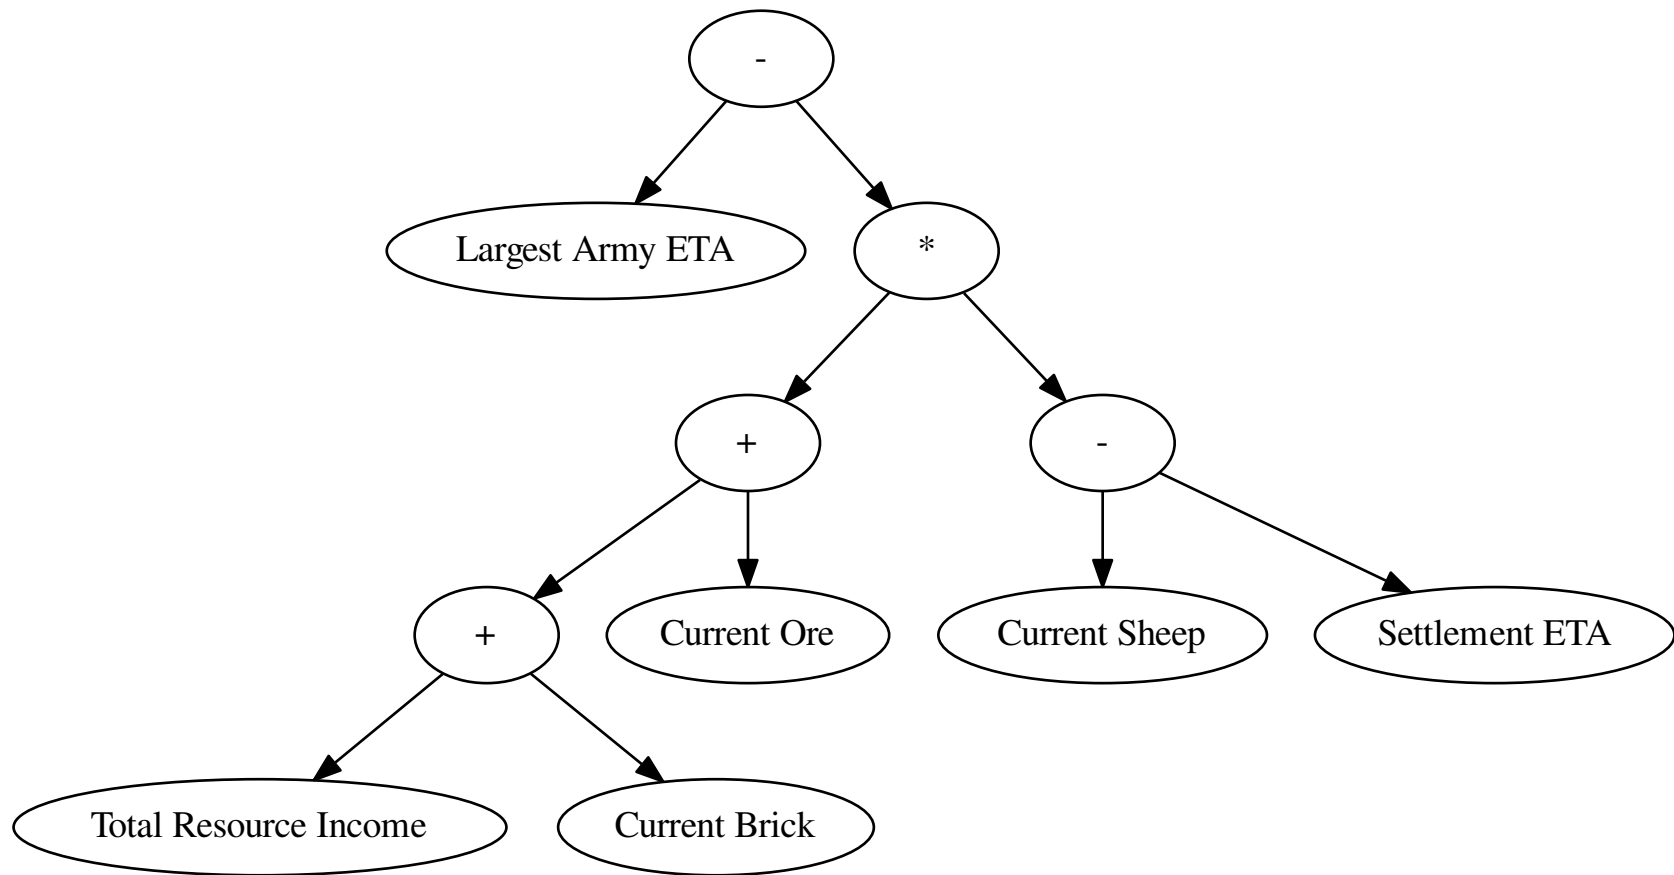 -
Largest Army ETA
*
+
-
+
Current Ore
Current Sheep
Settlement ETA
Total Resource Income
Current Brick